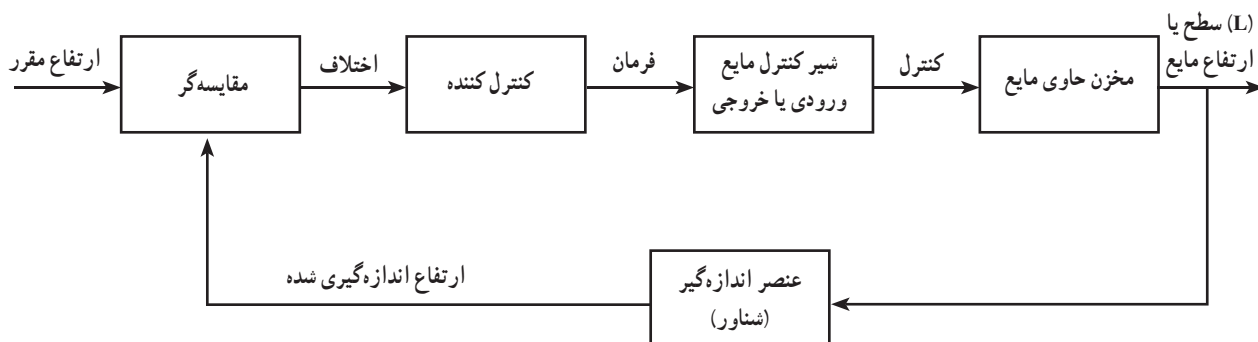 ارتفاع مقرر
مقایسه‌گر
اختلاف
کنترل کننده
فرمان
شیر کنترل مایع
ورودی یا خروجی
کنترل
مخزن حاوی مایع
(L) سطح یا
ارتفاع مایع
عنصر اندازه‌گیر
(شناور)
ارتفاع اندازه‌گیری شده